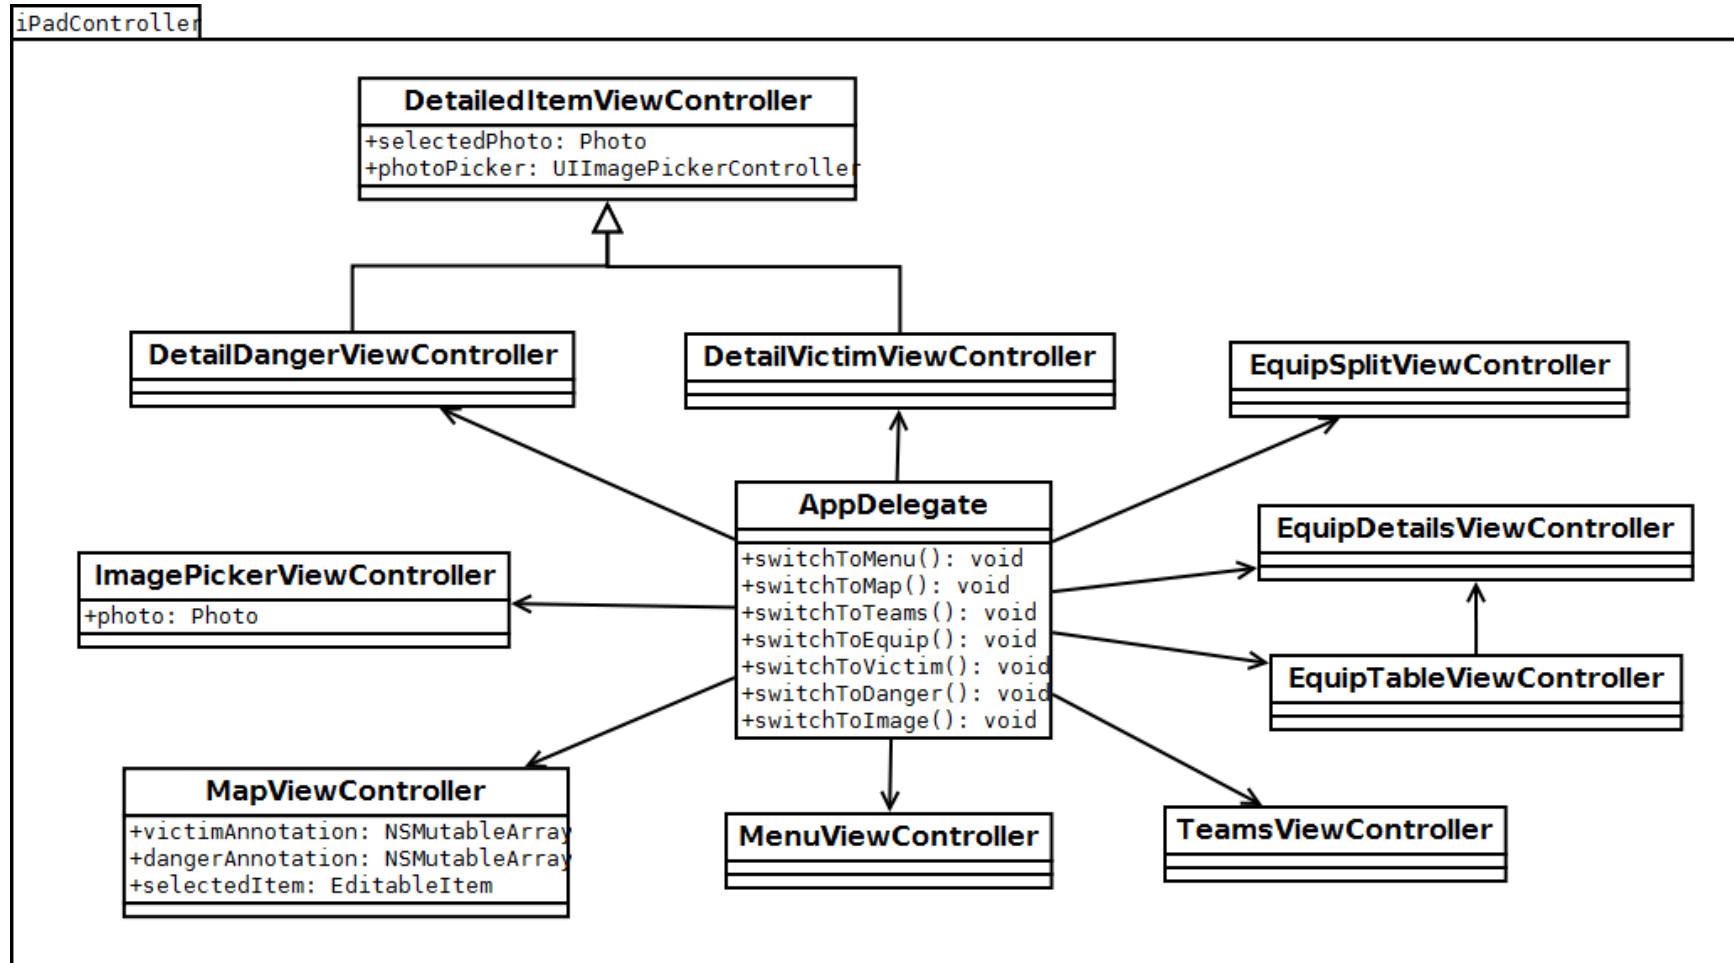 iPadController
DetailedItemViewController
+selectedPhoto: Photo
+photoPicker: UIImagePickerController
DetailDangerViewController
DetailVictimViewController
EquipSplitViewController
AppDelegate
+switchToMenu(): void
+switchToMap(): void
+switchToTeams(): void
+switchToEquip(): void
+switchToVictim(): void
+switchToDanger(): void
+switchToImage(): void
EquipDetailsViewController
ImagePickerViewController
+photo: Photo
EquipTableViewController
MapViewController
+victimAnnotation: NSMutableArray
+dangerAnnotation: NSMutableArray
+selectedItem: EditableItem
MenuViewController
TeamsViewController